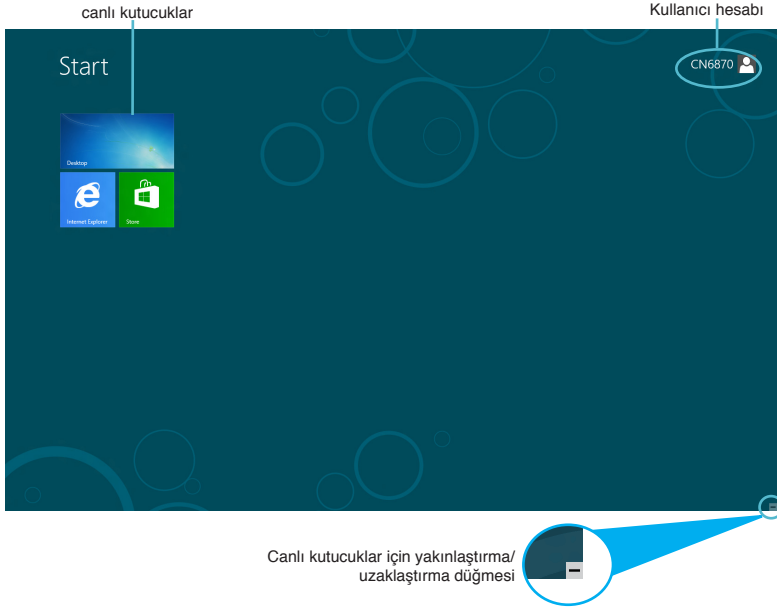 canlı kutucuklar
Kullanıcı hesabı
Start
CN6870
Desktop
Internet Explorer
Store
Canlı kutucuklar için yakınlaştırma/
uzaklaştırma düğmesi